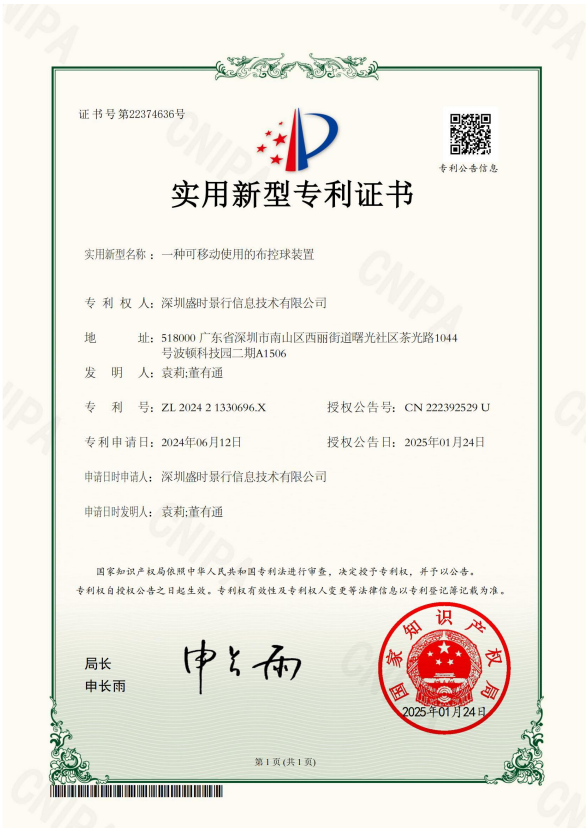 证书号第22374636号
专利公告信息
实用新型专利证书
实用新型名称：一种可移动使用的布控球装置
专利权人：深圳盛时景行信息技术有限公司
地址：518000 广东省深圳市南山区西丽街道曙光社区茶光路1044
号波顿科技园二期A1506
发明人：袁莉;董有通
专利号：ZL 2024 2 1330696.X 授权公告号：CN 222392529 U
专利申请日：2024年06月12日 授权公告日：2025年01月24日
申请日时申请人：深圳盛时景行信息技术有限公司
申请日时发明人：袁莉;董有通
国家知识产权局依照中华人民共和国专利法进行审查，决定授予专利权，并予以公告。
专利权自授权公告之日起生效。专利权有效性及专利权人变更等法律信息以专利登记簿记载为准。
局长
申长雨
申长雨
国家知识产权局
2025年01月24日
第1页(共1页)
CNIPA
CNIPA
CNIPA
CNIPA
CNIPA
CNIPA
CNIPA
CNIPA
CNIPA